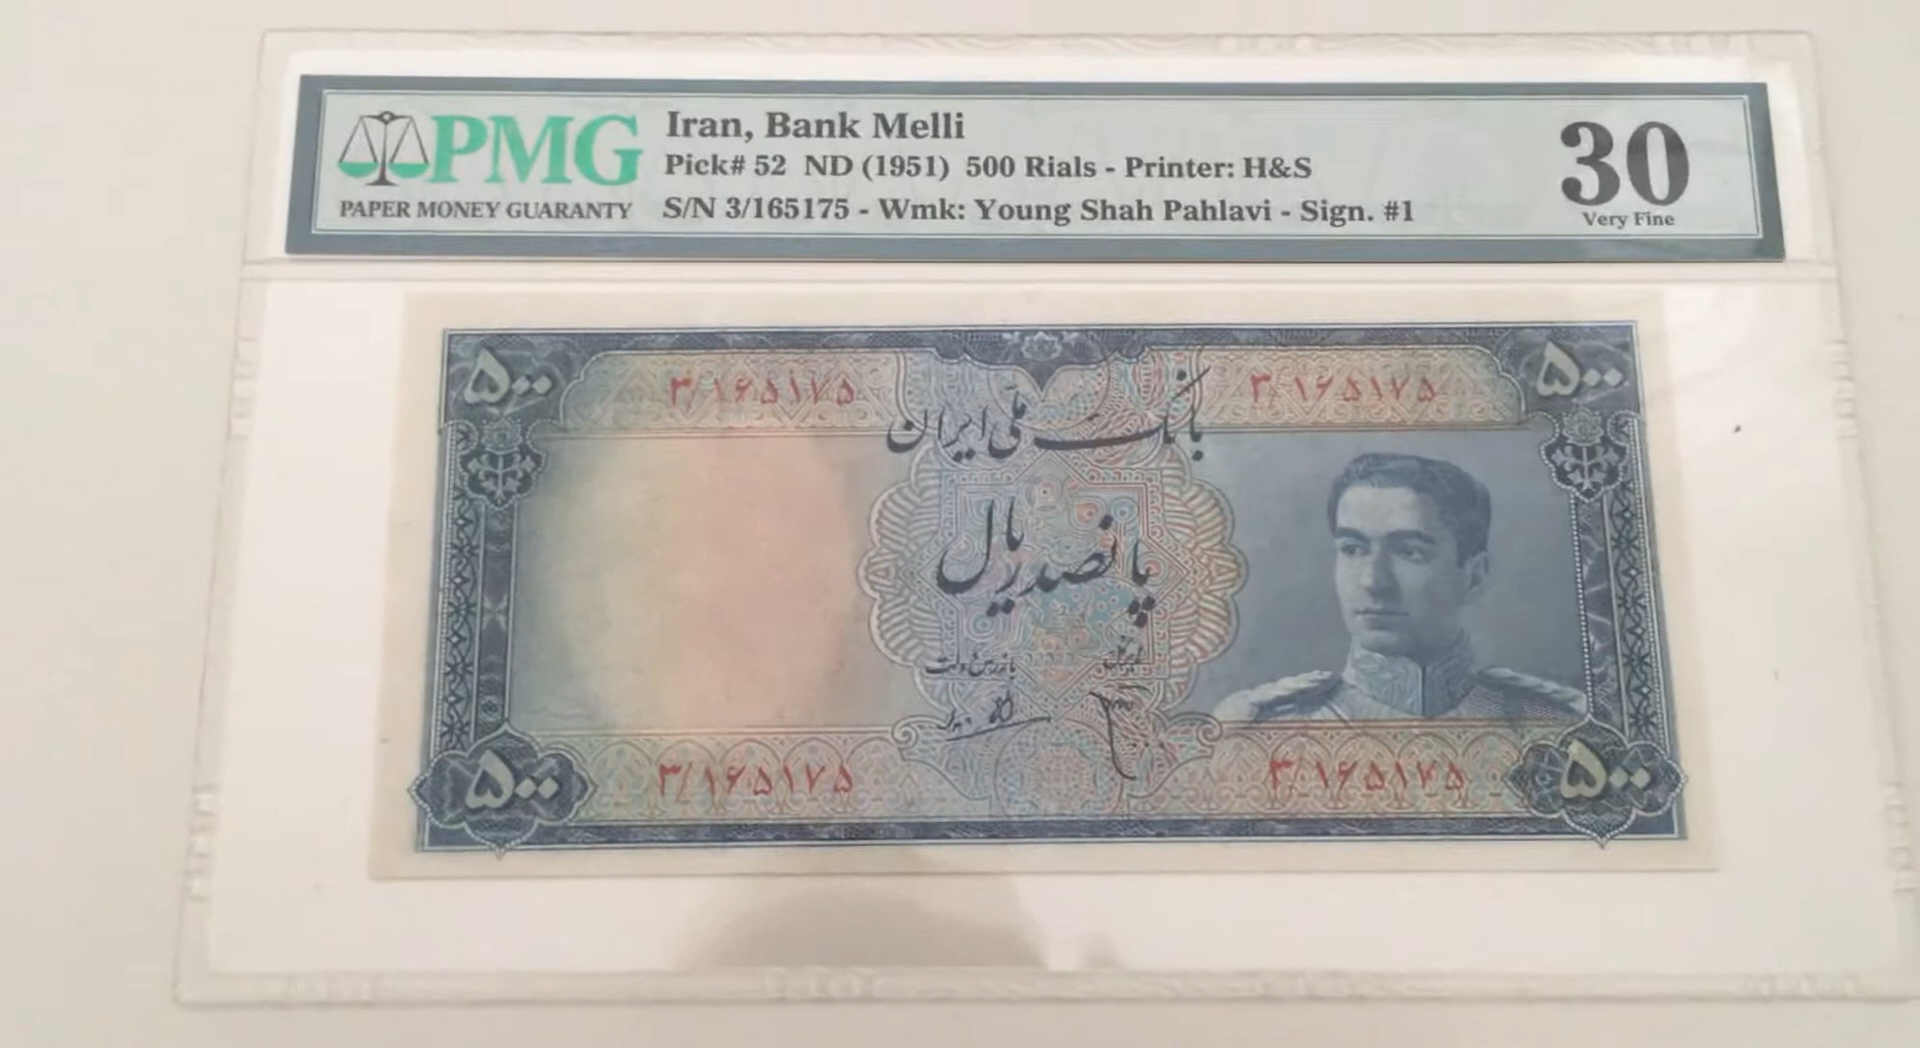 PMG
PAPER MONEY GUARANTY
Iran, Bank Melli
Pick# 52 ND (1951) 500 Rials - Printer: H&S
S/N 3/165175 - Wmk: Young Shah Pahlavi - Sign. #1
30
Very Fine
۵۰۰
۳/۱۶۵۱۷۵
۳/۱۶۵۱۷۵
۵۰۰
بانک ملی ایران
پانصد ریال
بازرس دولت
۵۰۰
۳/۱۶۵۱۷۵
۳/۱۶۵۱۷۵
۵۰۰